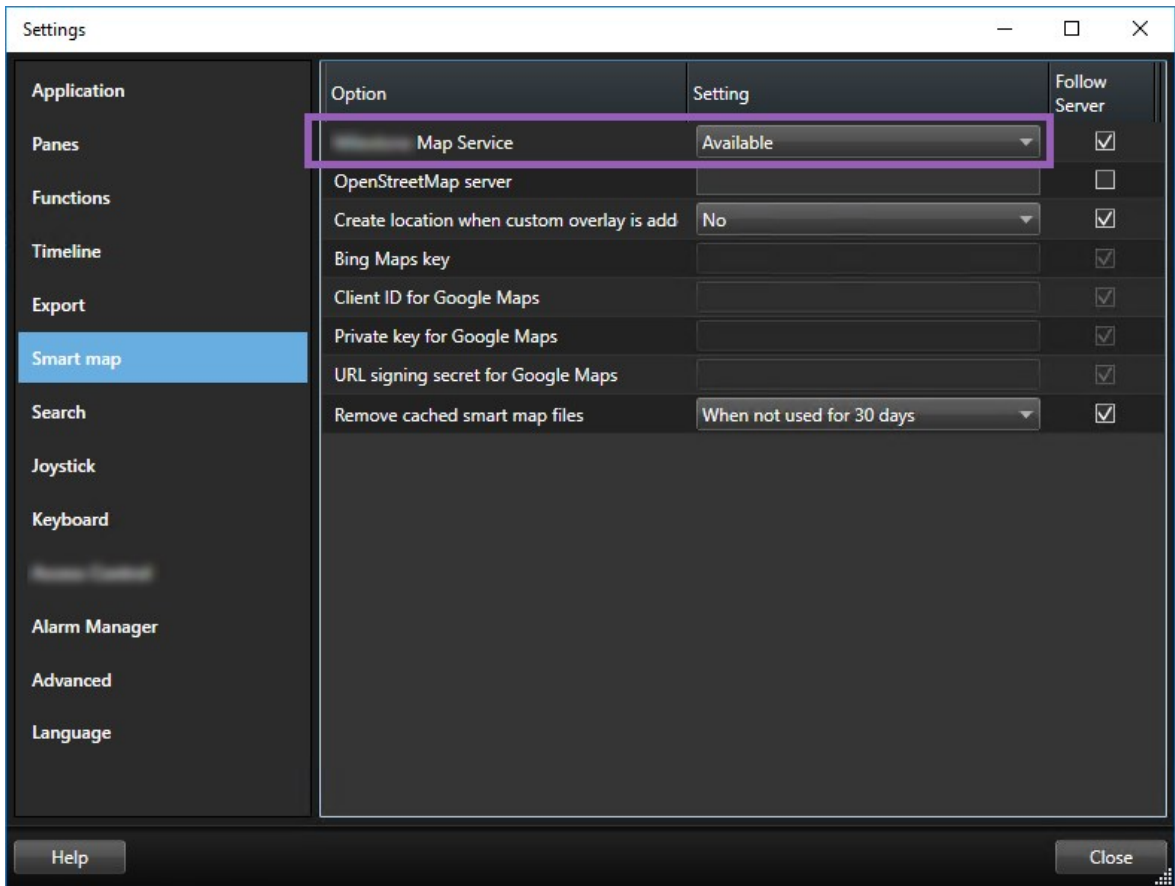 Settings
Application
Panes
Functions
Timeline
Export
Smart map
Search
Joystick
Keyboard
Alarm Manager
Advanced
Language
Option Setting Follow
Server
Map Service Available
OpenStreetMap server
Create location when custom overlay is add No
Bing Maps key
Client ID for Google Maps
Private key for Google Maps
URL signing secret for Google Maps
Remove cached smart map files When not used for 30 days
Help Close